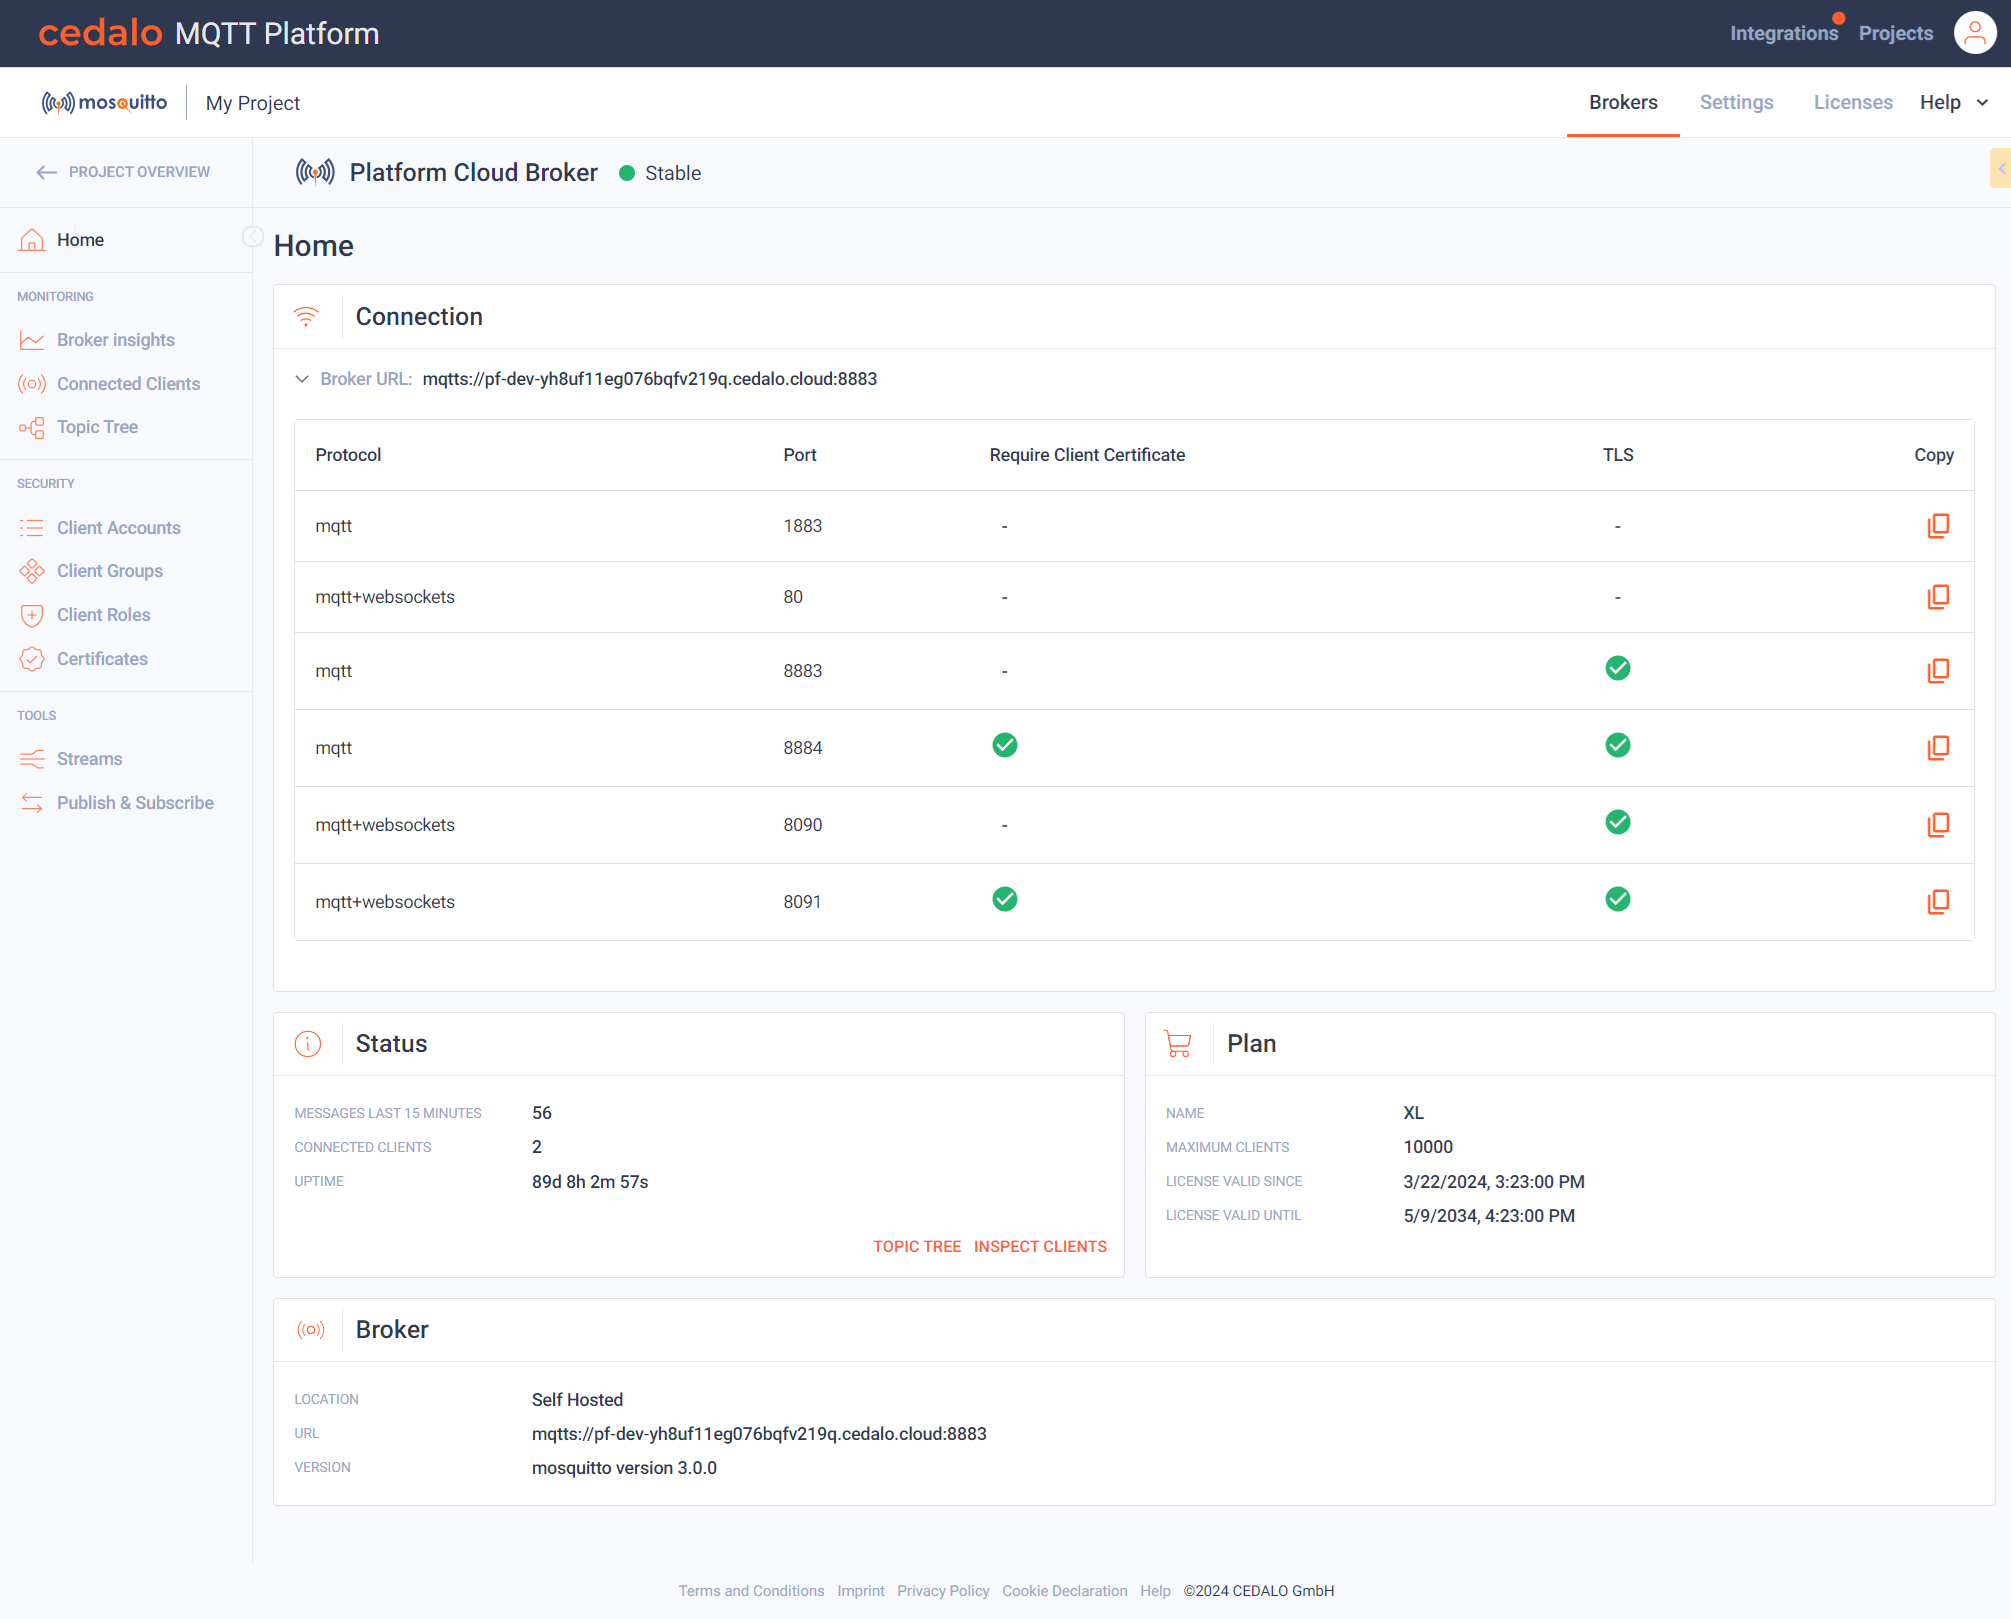 cedalo MQTT Platform
Integrations Projects
mosquitto My Project
Brokers Settings Licenses Help
PROJECT OVERVIEW
Platform Cloud Broker Stable
Home
MONITORING
Broker insights
Connected Clients
Topic Tree
SECURITY
Client Accounts
Client Groups
Client Roles
Certificates
TOOLS
Streams
Publish & Subscribe
Home
Connection
Broker URL: mqtts://pf-dev-yh8uf11eg076bqfv219q.cedalo.cloud:8883
Protocol Port Require Client Certificate TLS Copy
mqtt 1883 - -
mqtt+websockets 80 - -
mqtt 8883 -
mqtt 8884
mqtt+websockets 8090 -
mqtt+websockets 8091
Status
MESSAGES LAST 15 MINUTES 56
CONNECTED CLIENTS 2
UPTIME 89d 8h 2m 57s
TOPIC TREE INSPECT CLIENTS
Plan
NAME XL
MAXIMUM CLIENTS 10000
LICENSE VALID SINCE 3/22/2024, 3:23:00 PM
LICENSE VALID UNTIL 5/9/2034, 4:23:00 PM
Broker
LOCATION Self Hosted
URL mqtts://pf-dev-yh8uf11eg076bqfv219q.cedalo.cloud:8883
VERSION mosquitto version 3.0.0
Terms and Conditions Imprint Privacy Policy Cookie Declaration Help ©2024 CEDALO GmbH